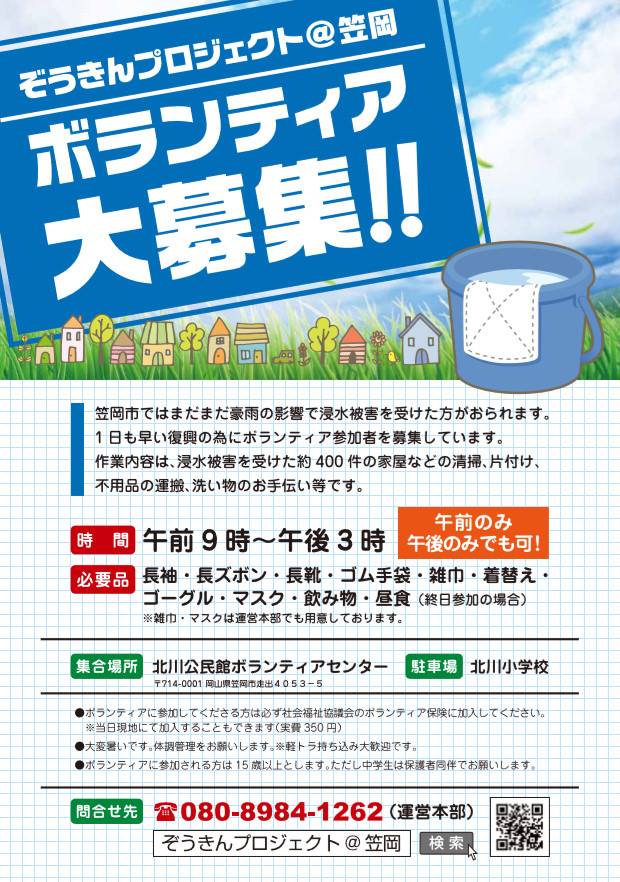 ぞうきんプロジェクト@笠岡
ボランティア
大募集!!
笠岡市ではまだまだ豪雨の影響で浸水被害を受けた方がおられます。
1日も早い復興の為にボランティア参加者を募集しています。
作業内容は、浸水被害を受けた約400件の家屋などの清掃、片付け、
不用品の運搬、洗い物のお手伝い等です。
時間 午前9時～午後3時
午前のみ
午後のみでも可!
必要品 長袖・長ズボン・長靴・ゴム手袋・雑巾・着替え・
ゴーグル・マスク・飲み物・昼食(終日参加の場合)
※雑巾・マスクは運営本部でも用意しております。
集合場所 北川公民館ボランティアセンター 駐車場 北川小学校
〒714-0001 岡山県笠岡市走出4053-5
●ボランティアに参加してくださる方は必ず社会福祉協議会のボランティア保険に加入してください。
※当日現地にて加入することもできます(実費350円)
●大変暑いです。体調管理をお願いします。※軽トラ持ち込み大歓迎です。
●ボランティアに参加される方は15歳以上とします。ただし中学生は保護者同伴でお願いします。
問合せ先 ☎080-8984-1262(運営本部)
ぞうきんプロジェクト@笠岡 検索